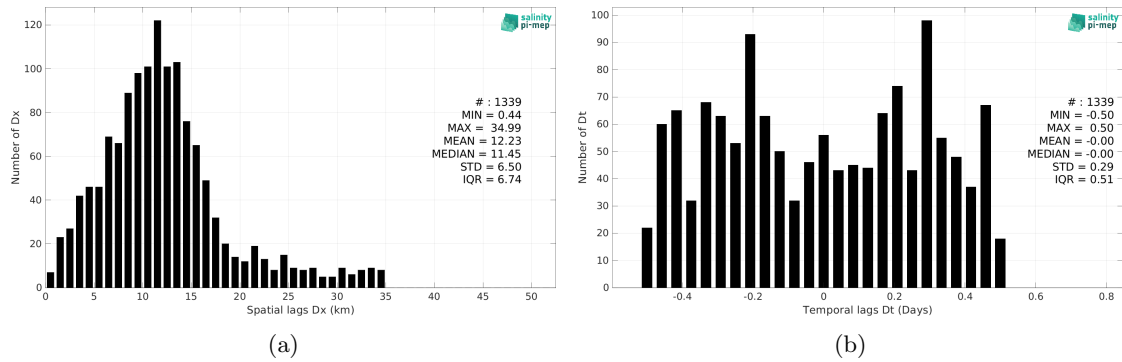 salinity
pi-mep
120
100
80
60
40
20
0
Number of Dx
# : 1339
MIN = 0.44
MAX = 34.99
MEAN = 12.23
MEDIAN = 11.45
STD = 6.50
IQR = 6.74
0 5 10 15 20 25 30 35 40 45 50
Spatial lags Dx (km)
(a)
salinity
pi-mep
100
90
80
70
60
50
40
30
20
10
0
Number of Dt
# : 1339
MIN = -0.50
MAX = 0.50
MEAN = -0.00
MEDIAN = -0.00
STD = 0.29
IQR = 0.51
-0.4 -0.2 0 0.2 0.4 0.6 0.8
Temporal lags Dt (Days)
(b)